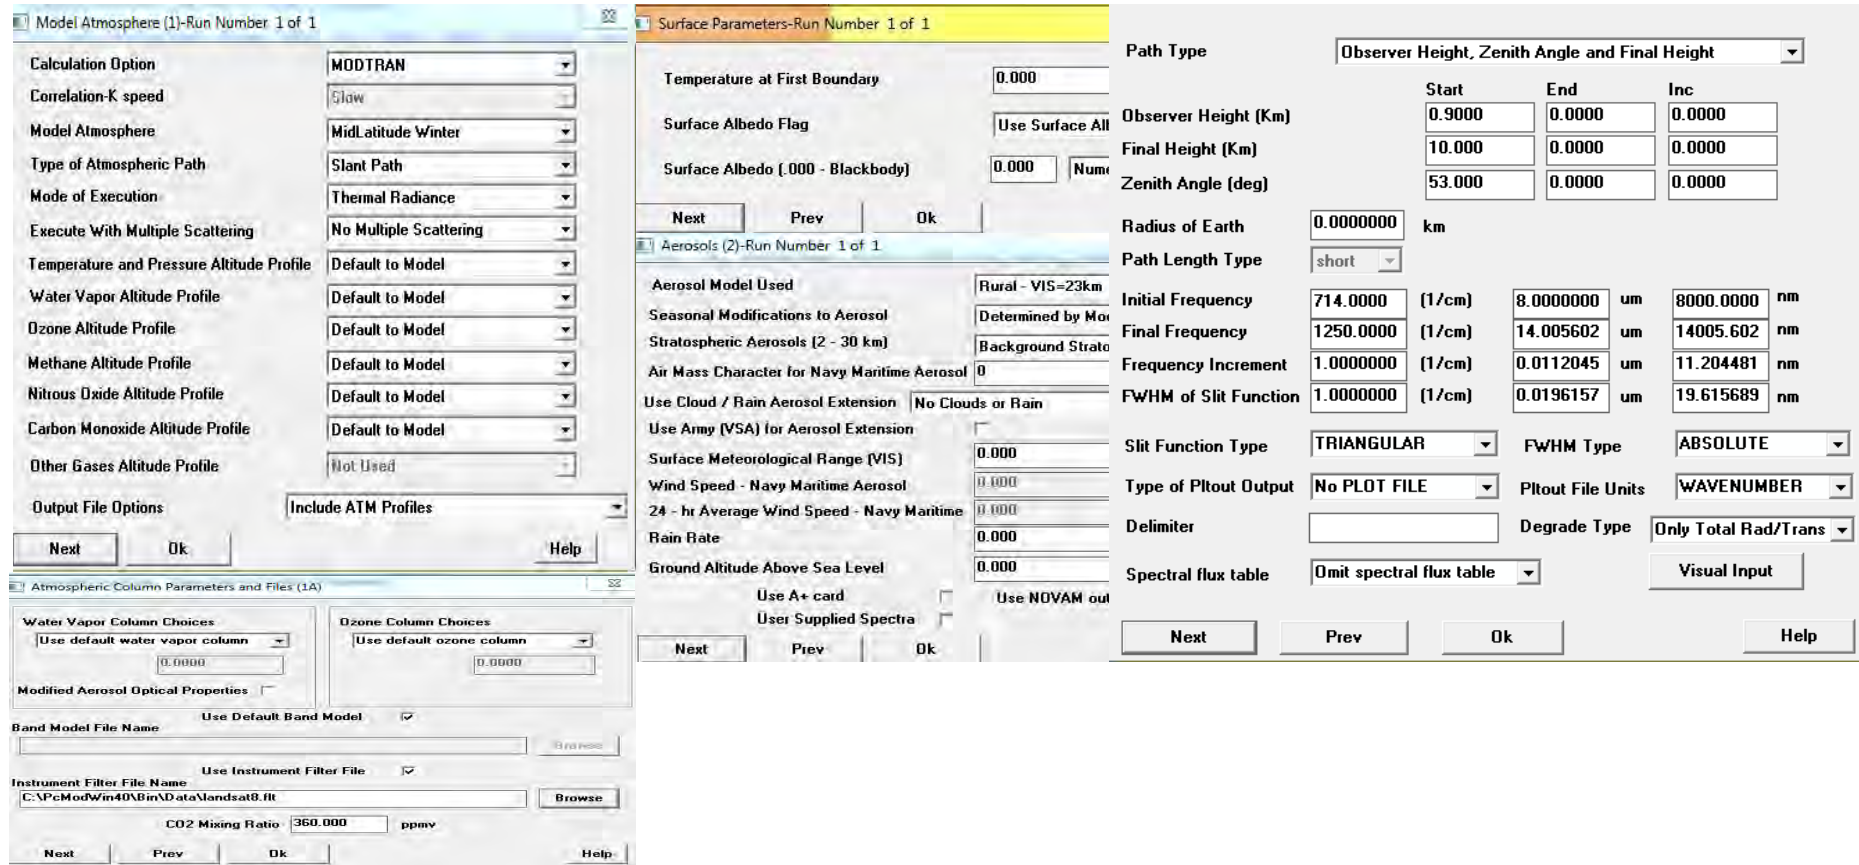 Model Atmosphere (1)-Run Number 1 of 1
Calculation Option MODTRAN
Correlation-K speed Slow
Model Atmosphere MidLatitude Winter
Type of Atmospheric Path Slant Path
Mode of Execution Thermal Radiance
Execute With Multiple Scattering No Multiple Scattering
Temperature and Pressure Altitude Profile Default to Model
Water Vapor Altitude Profile Default to Model
Ozone Altitude Profile Default to Model
Methane Altitude Profile Default to Model
Nitrous Oxide Altitude Profile Default to Model
Carbon Monoxide Altitude Profile Default to Model
Other Gases Altitude Profile Not Used
Output File Options Include ATM Profiles
Next Ok Help
Atmospheric Column Parameters and Files (1A)
Water Vapor Column Choices Ozone Column Choices
Use default water vapor column Use default ozone column
0.0000 0.0000
Modified Aerosol Optical Properties
Use Default Band Model
Band Model File Name
Browse
Use Instrument Filter File
Instrument Filter File Name
C:\PcModWin40\Bin\Data\landsat8.flt Browse
CO2 Mixing Ratio 360.000 ppmv
Next Prev Ok Help
Surface Parameters-Run Number 1 of 1
Temperature at First Boundary 0.000
Surface Albedo Flag Use Surface Alb
Surface Albedo (.000 - Blackbody) 0.000 Nume
Next Prev Ok
Aerosols (2)-Run Number 1 of 1
Aerosol Model Used Rural - VIS=23km
Seasonal Modifications to Aerosol Determined by Mod
Stratospheric Aerosols (2 - 30 km) Background Strato
Air Mass Character for Navy Maritime Aerosol 0
Use Cloud / Rain Aerosol Extension No Clouds or Rain
Use Army (VSA) for Aerosol Extension
Surface Meteorological Range (VIS) 0.000
Wind Speed - Navy Maritime Aerosol 0.000
24 - hr Average Wind Speed - Navy Maritime 0.000
Rain Rate 0.000
Ground Altitude Above Sea Level 0.000
Use A+ card Use NOVAM out
User Supplied Spectra
Next Prev Ok
Path Type Observer Height, Zenith Angle and Final Height
Start End Inc
Observer Height (Km) 0.9000 0.0000 0.0000
Final Height (Km) 10.000 0.0000 0.0000
Zenith Angle (deg) 53.000 0.0000 0.0000
Radius of Earth 0.0000000 km
Path Length Type short
Initial Frequency 714.0000 (1/cm) 8.0000000 um 8000.0000 nm
Final Frequency 1250.0000 (1/cm) 14.005602 um 14005.602 nm
Frequency Increment 1.0000000 (1/cm) 0.0112045 um 11.204481 nm
FWHM of Slit Function 1.0000000 (1/cm) 0.0196157 um 19.615689 nm
Slit Function Type TRIANGULAR FWHM Type ABSOLUTE
Type of Pltout Output No PLOT FILE Pltout File Units WAVENUMBER
Delimiter Degrade Type Only Total Rad/Trans
Spectral flux table Omit spectral flux table Visual Input
Next Prev Ok Help